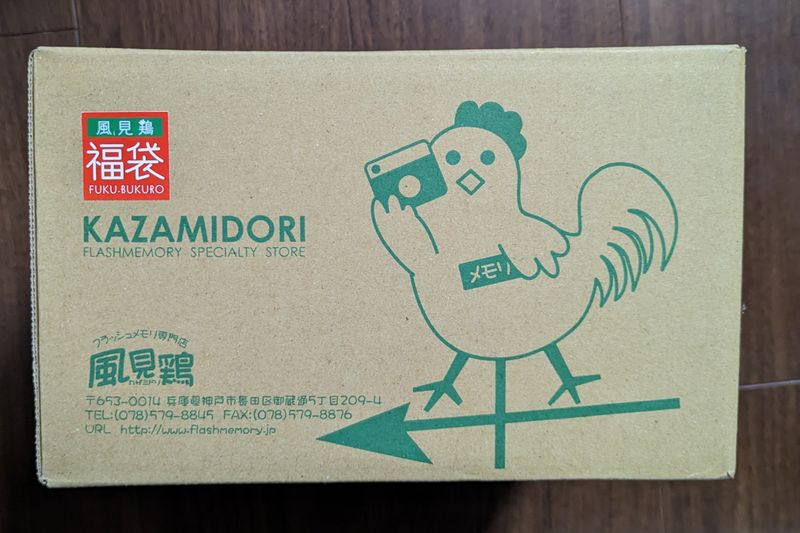 風見鶏
福袋
FUKU-BUKURO
KAZAMIDORI
FLASHMEMORY SPECIALTY STORE
メモリ
フラッシュメモリ専門店
風見鶏
カザミドリ
〒653-0014 兵庫県神戸市長田区御蔵通5丁目209-4
TEL:(078)579-8845 FAX:(078)579-8876
URL http://www.flashmemory.jp